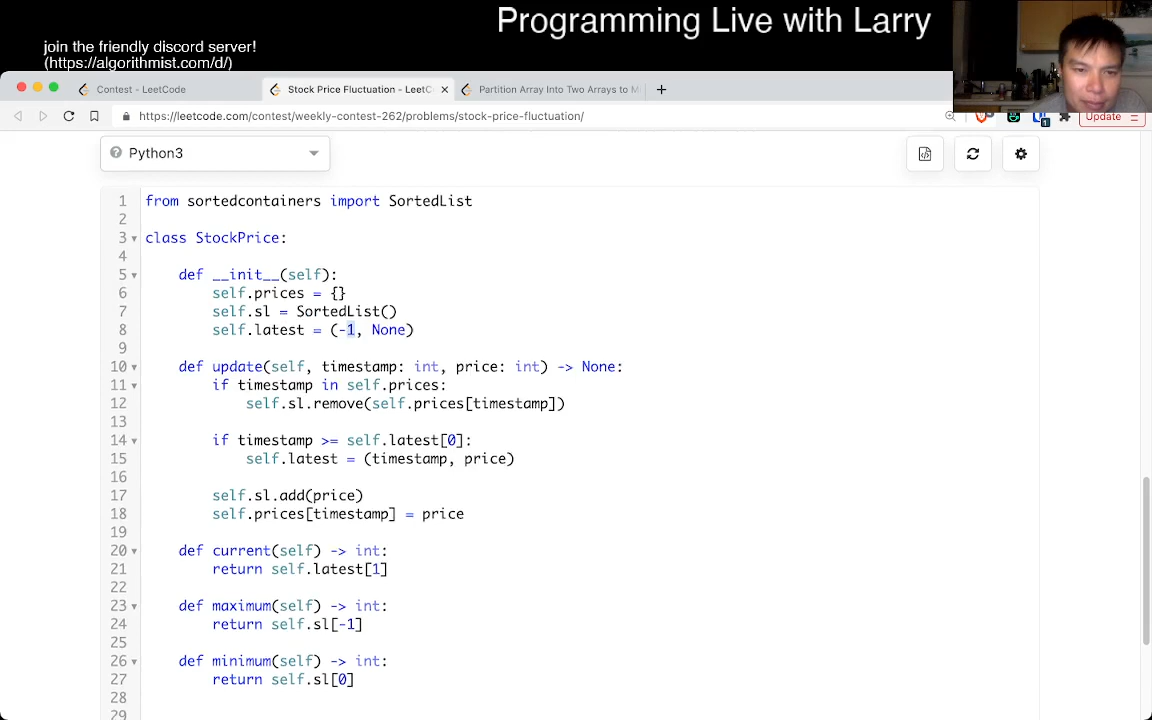 Programming Live with Larry
join the friendly discord server!
(https://algorithmist.com/d/)
Contest - LeetCode
Stock Price Fluctuation - LeetC
Partition Array Into Two Arrays to M
https://leetcode.com/contest/weekly-contest-262/problems/stock-price-fluctuation/
1
Update
Python3
1 from sortedcontainers import SortedList
2
3 class StockPrice:
4
5     def __init__(self):
6         self.prices = {}
7         self.sl = SortedList()
8         self.latest = (-1, None)
9
10     def update(self, timestamp: int, price: int) -> None:
11         if timestamp in self.prices:
12             self.sl.remove(self.prices[timestamp])
13
14         if timestamp >= self.latest[0]:
15             self.latest = (timestamp, price)
16
17         self.sl.add(price)
18         self.prices[timestamp] = price
19
20     def current(self) -> int:
21         return self.latest[1]
22
23     def maximum(self) -> int:
24         return self.sl[-1]
25
26     def minimum(self) -> int:
27         return self.sl[0]
28
29